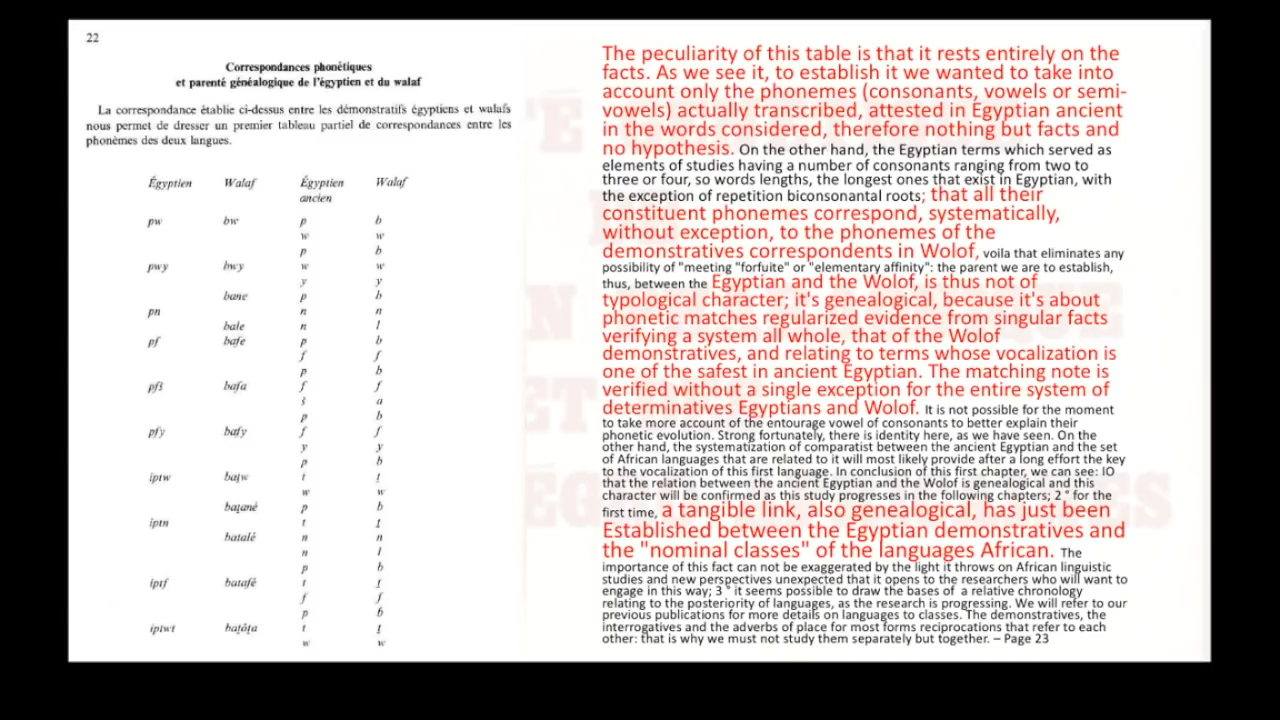 22
Correspondances phonétiques
et parenté généalogique de l'égyptien et du walaf
La correspondance établie ci-dessus entre les démonstratifs égyptiens et walafs
nous permet de dresser un premier tableau partiel de correspondances entre les
phonèmes des deux langues.
Égyptien Walaf Égyptien Walaf
ancien
pw bw p b
w w
p b
pwy bwy w w
y y
bane p b
pn n n
bale n l
pf bafe p b
f f
p b
pf3 bafa f f
3 a
p b
pfy bafy f f
y y
p b
iptw baṭw t ṭ
w w
baṭané p b
iptn t ṭ
batalé n n
n l
p b
iptf batafé t ṭ
f f
p b
iptwt baṭôṭa t ṭ
w w
The peculiarity of this table is that it rests entirely on the
facts. As we see it, to establish it we wanted to take into
account only the phonemes (consonants, vowels or semi-
vowels) actually transcribed, attested in Egyptian ancient
in the words considered, therefore nothing but facts and
no hypothesis. On the other hand, the Egyptian terms which served as
elements of studies having a number of consonants ranging from two to
three or four, so words lengths, the longest ones that exist in Egyptian, with
the exception of repetition biconsonantal roots; that all their
constituent phonemes correspond, systematically,
without exception, to the phonemes of the
demonstratives correspondents in Wolof, voila that eliminates any
possibility of "meeting "forfuite" or "elementary affinity": the parent we are to establish,
thus, between the Egyptian and the Wolof, is thus not of
typological character; it's genealogical, because it's about
phonetic matches regularized evidence from singular facts
verifying a system all whole, that of the Wolof
demonstratives, and relating to terms whose vocalization is
one of the safest in ancient Egyptian. The matching note is
verified without a single exception for the entire system of
determinatives Egyptians and Wolof. It is not possible for the moment
to take more account of the entourage vowel of consonants to better explain their
phonetic evolution. Strong fortunately, there is identity here, as we have seen. On the
other hand, the systematization of comparatist between the ancient Egyptian and the set
of African languages that are related to it will most likely provide after a long effort the key
to the vocalization of this first language. In conclusion of this first chapter, we can see: IO
that the relation between the ancient Egyptian and the Wolof is genealogical and this
character will be confirmed as this study progresses in the following chapters; 2 ° for the
first time, a tangible link, also genealogical, has just been
Established between the Egyptian demonstratives and
the "nominal classes" of the languages African. The
importance of this fact can not be exaggerated by the light it throws on African linguistic
studies and new perspectives unexpected that it opens to the researchers who will want to
engage in this way; 3 ° it seems possible to draw the bases of a relative chronology
relating to the posteriority of languages, as the research is progressing. We will refer to our
previous publications for more details on languages to classes. The demonstratives, the
interrogatives and the adverbs of place for most forms reciprocations that refer to each
other: that is why we must not study them separately but together. – Page 23